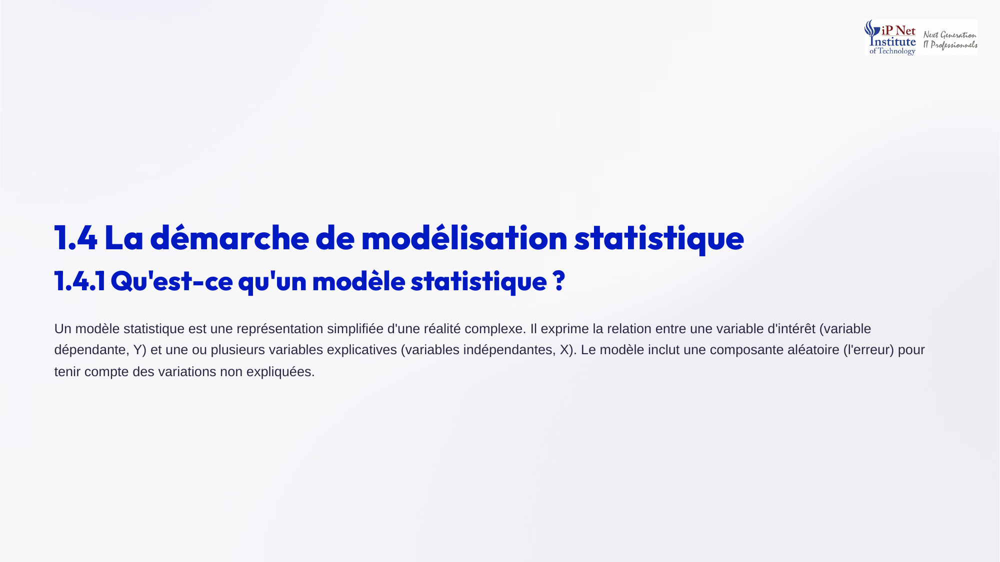 iP Net
Institute
of Technology
Next Generation
IT Professionnels
1.4 La démarche de modélisation statistique
1.4.1 Qu'est-ce qu'un modèle statistique ?
Un modèle statistique est une représentation simplifiée d'une réalité complexe. Il exprime la relation entre une variable d'intérêt (variable
dépendante, Y) et une ou plusieurs variables explicatives (variables indépendantes, X). Le modèle inclut une composante aléatoire (l'erreur) pour
tenir compte des variations non expliquées.